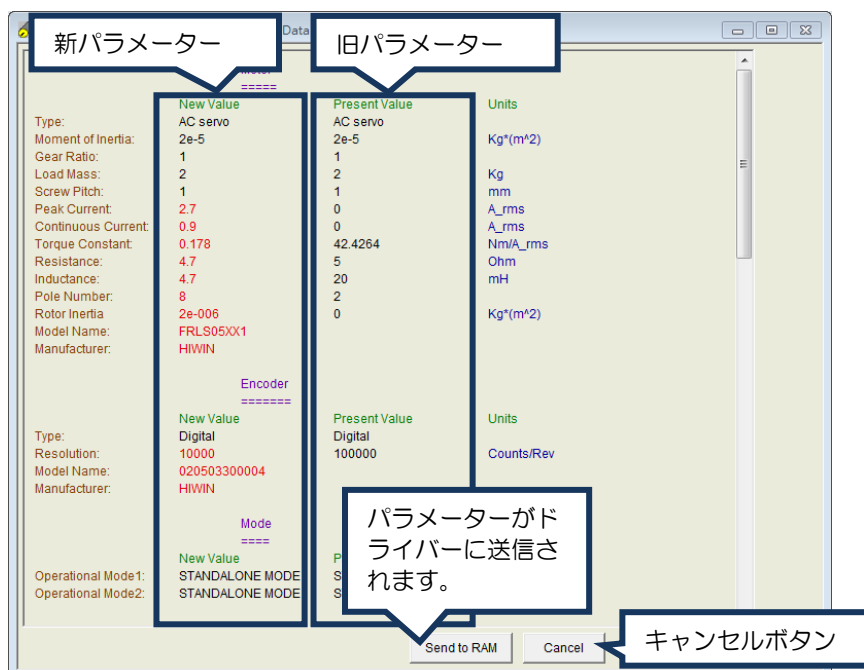 新パラメーター
旧パラメーター
Data
=====
New Value Present Value Units
Type: AC servo AC servo
Moment of Inertia: 2e-5 2e-5 Kg*(m^2)
Gear Ratio: 1 1
Load Mass: 2 2 Kg
Screw Pitch: 1 1 mm
Peak Current: 2.7 0 A_rms
Continuous Current: 0.9 0 A_rms
Torque Constant: 0.178 42.4264 Nm/A_rms
Resistance: 4.7 5 Ohm
Inductance: 4.7 20 mH
Pole Number: 8 2
Rotor Inertia 2e-006 0 Kg*(m^2)
Model Name: FRLS05XX1
Manufacturer: HIWIN
Encoder
=======
New Value Present Value Units
Type: Digital Digital
Resolution: 10000 100000 Counts/Rev
Model Name: 020503300004
Manufacturer: HIWIN
Mode
====
New Value
Operational Mode1: STANDALONE MODE
Operational Mode2: STANDALONE MODE
パラメーターがド
ライバーに送信さ
れます。
Send to RAM Cancel
キャンセルボタン